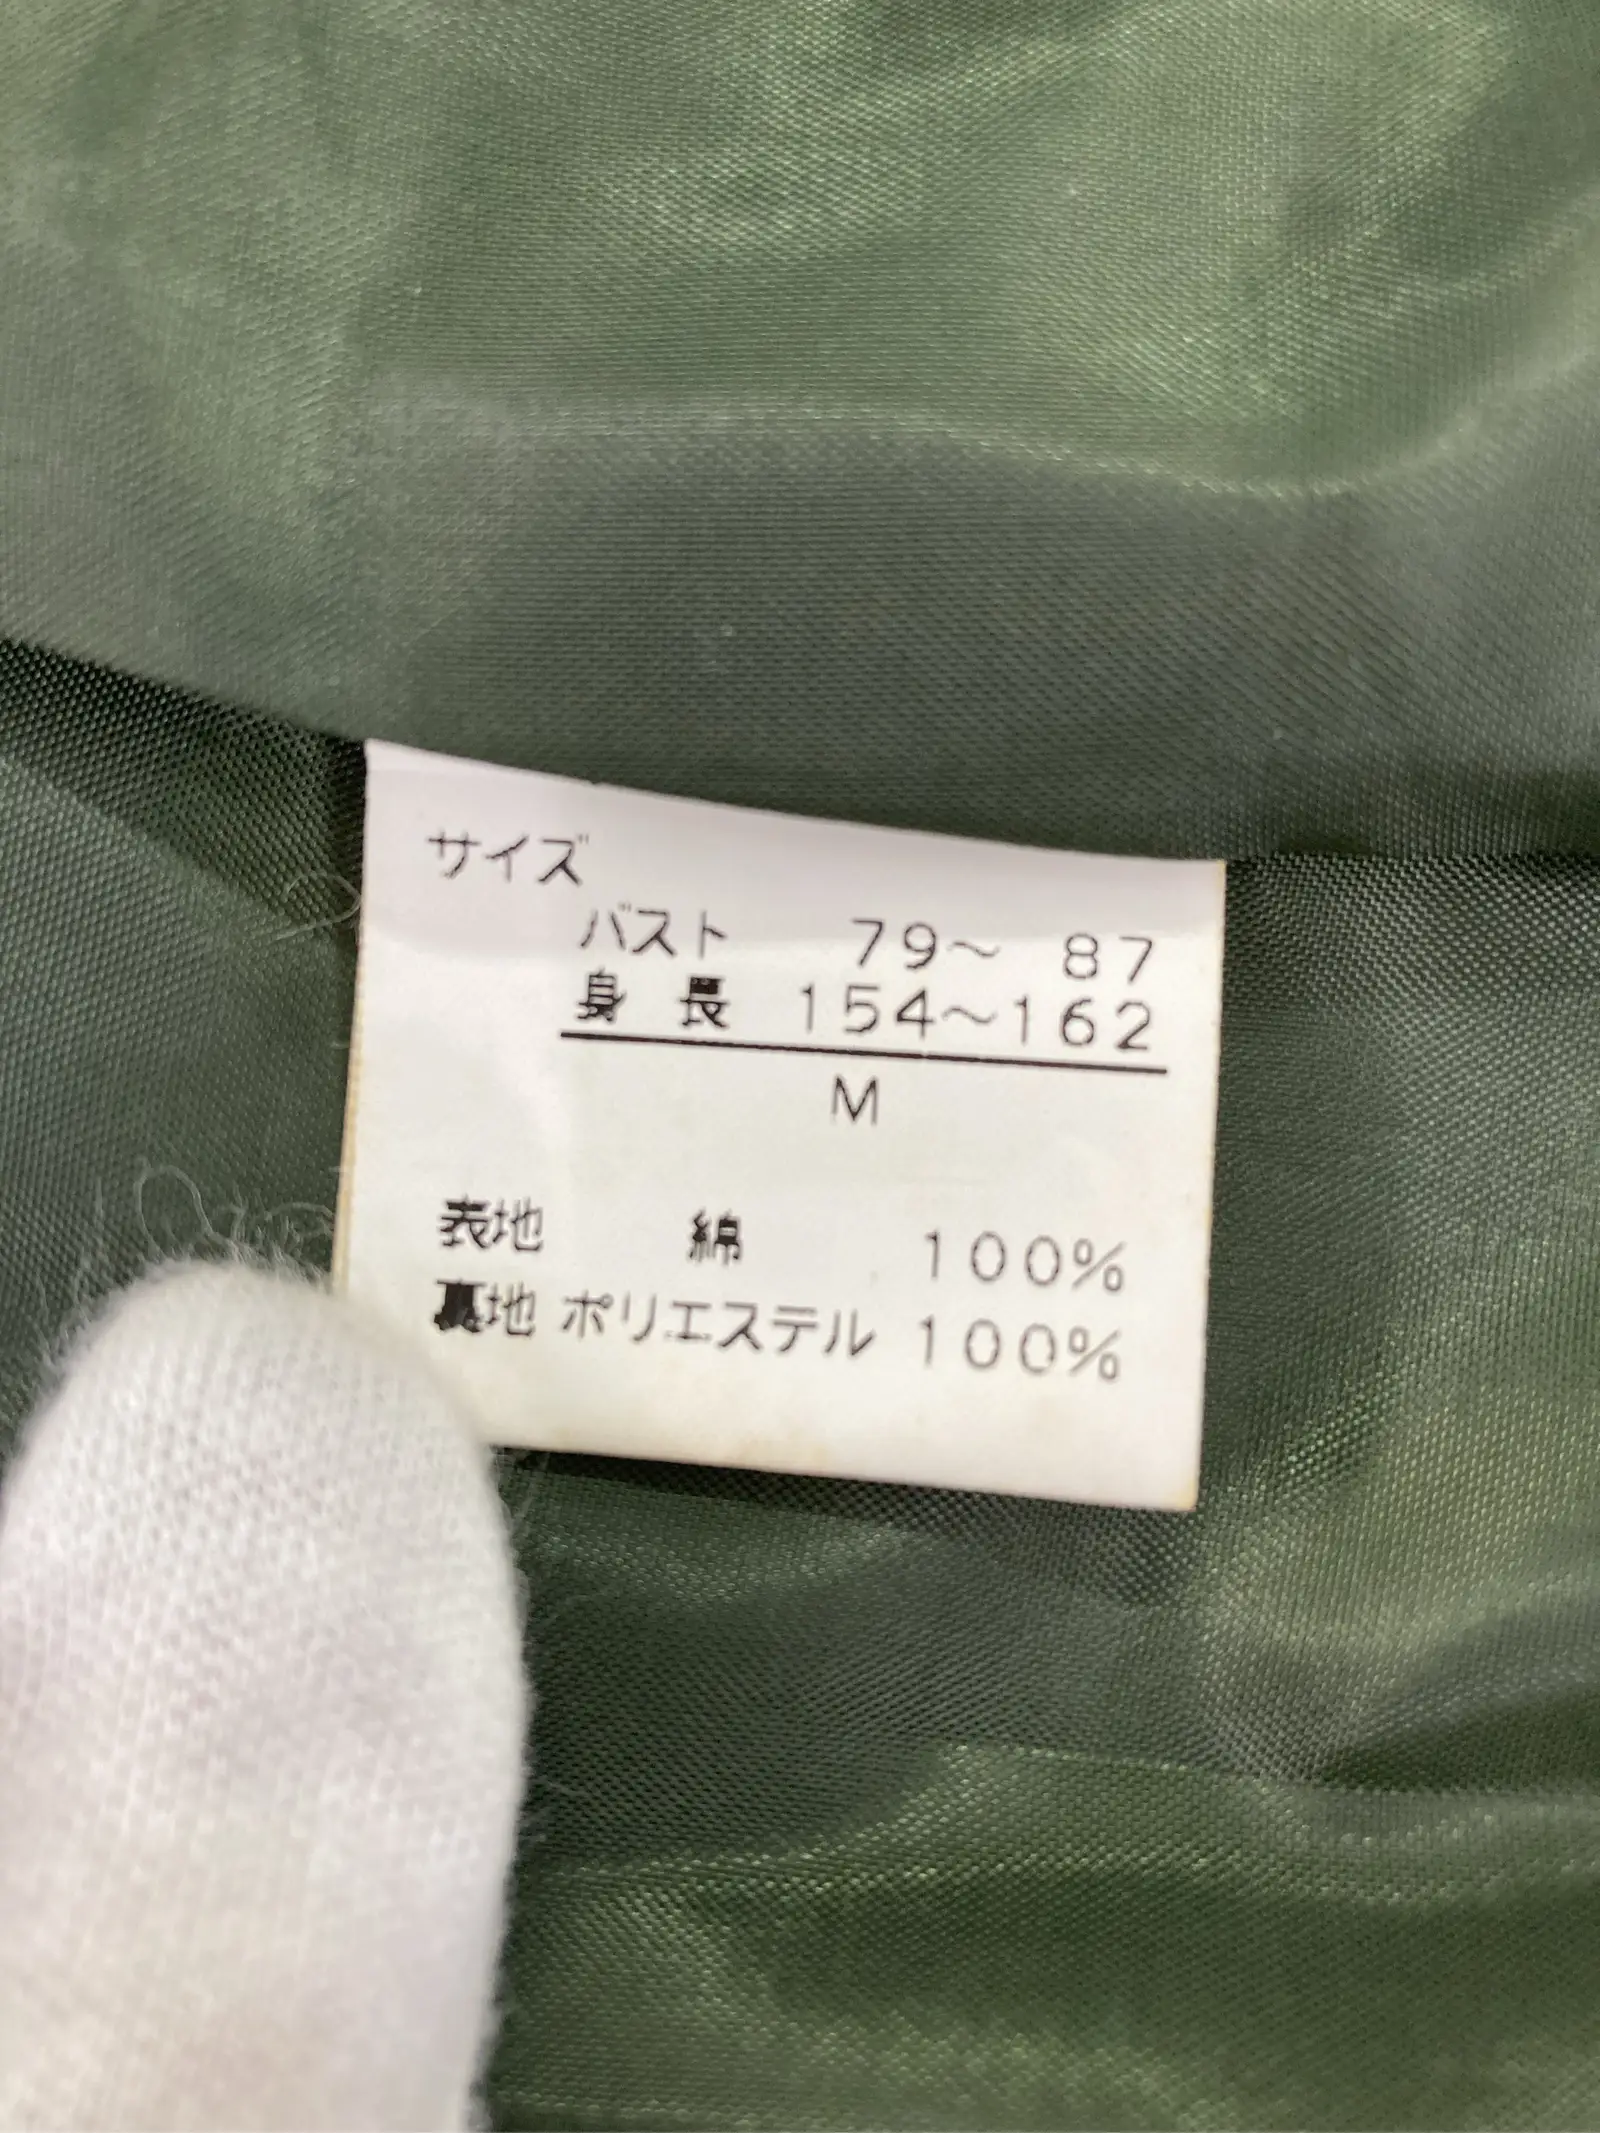 サイズ
バスト 79～ 87
身長 154～162
M
表地 綿 100%
裏地 ポリエステル 100%